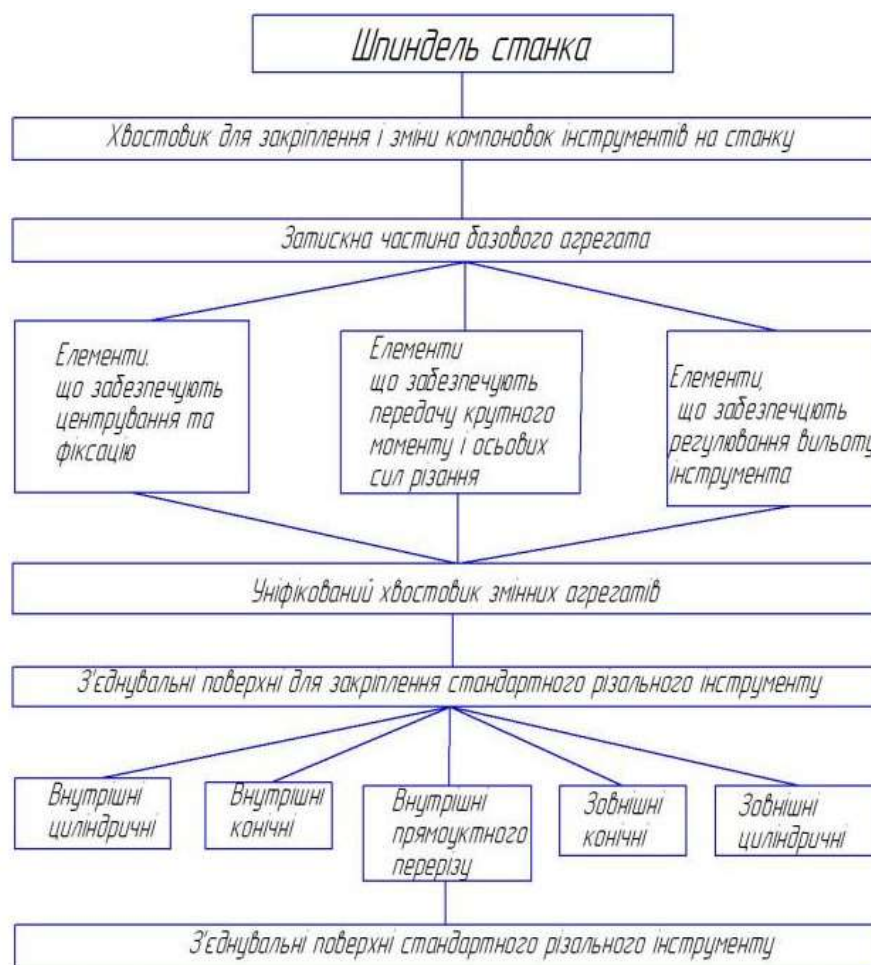 Шпиндель станка
Хвостовик для закріплення і зміни компоновок інструментів на станку
Затискна частина базового агрегата
Елементи.
що забезпечують
центрування та
фіксацію
Елементи
що забезпечують
передачу крутного
моменту і осьових
сил різання
Елементи,
що забезпечцють
регулювання вильоту
інструмента
Уніфікований хвостовик змінних агрегатів
З'єднувальні поверхні для закріплення стандартного різального інструменту
Внутрішні
циліндричні
Внутрішні
конічні
Внутрішні
прямоуктного
перерізу
Зовнішні
конічні
Зовнішні
циліндричні
З'єднувальні поверхні стандартного різального інструменту